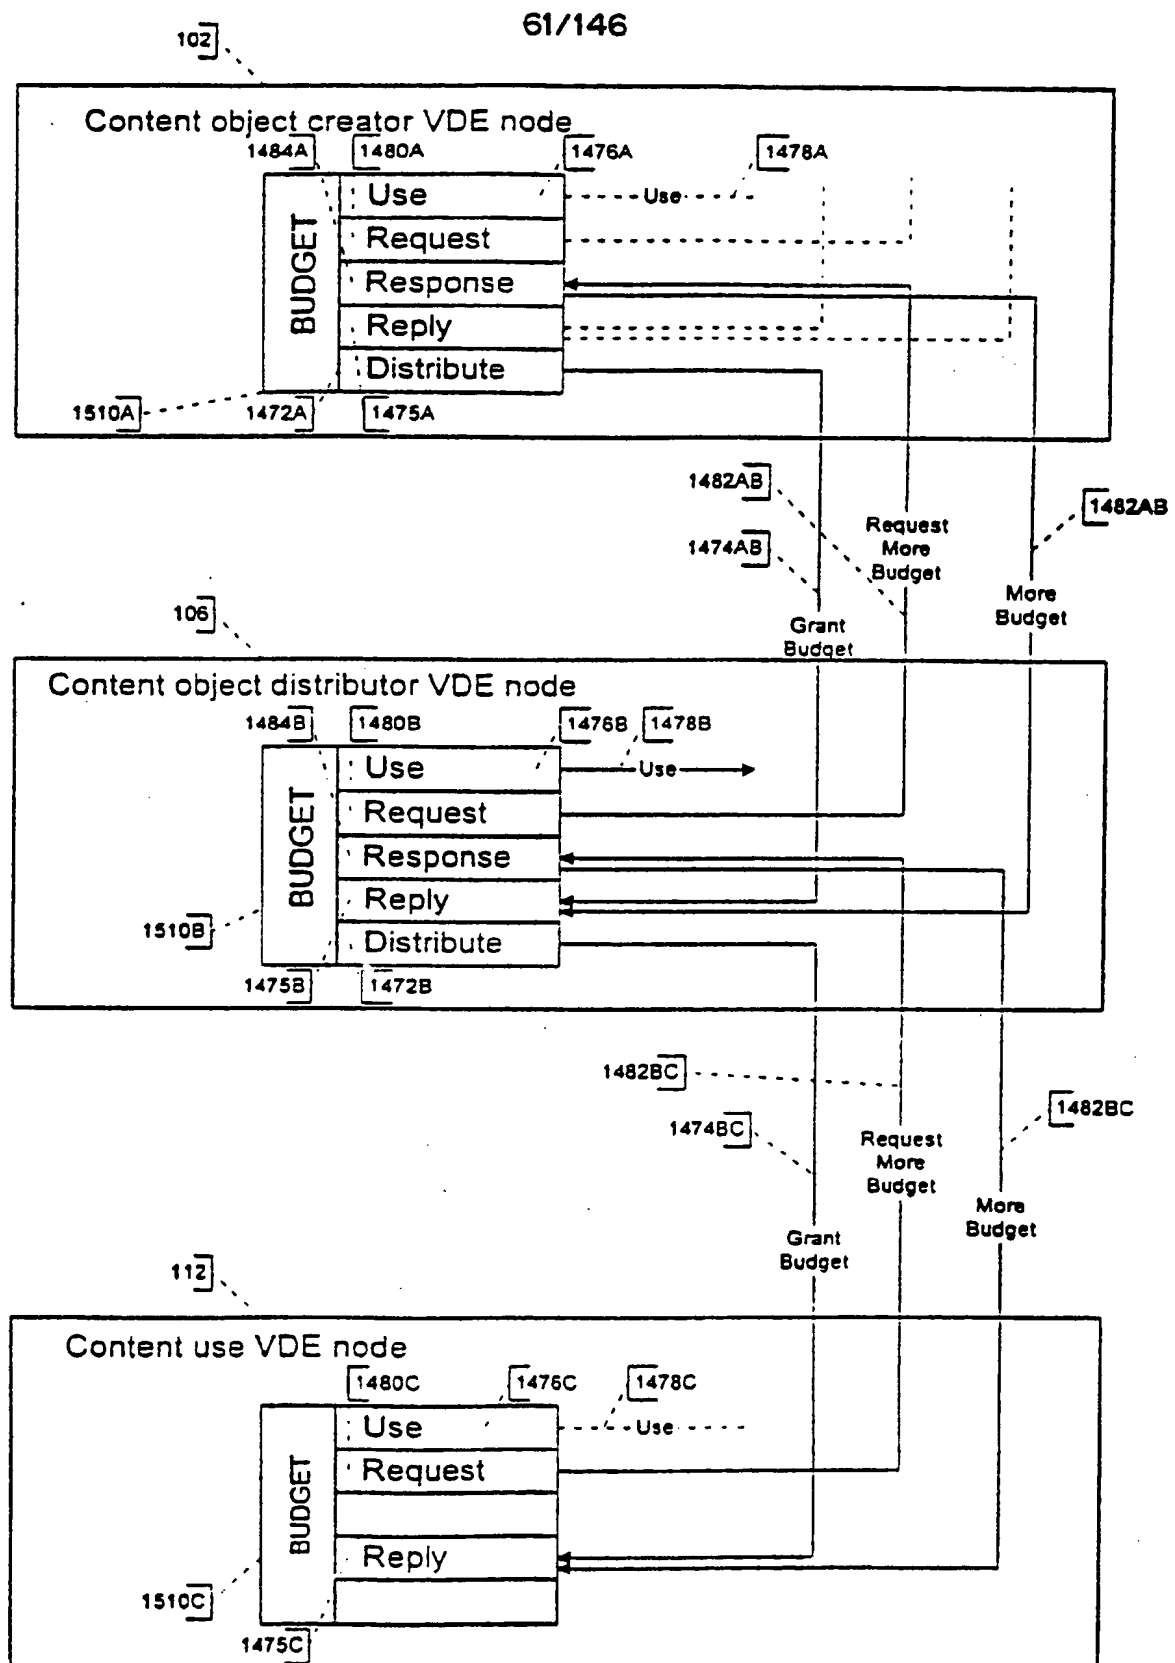 61/146
102
Content object creator VDE node
1484A 1480A 1476A 1478A
BUDGET
Use
Use
Request
Response
Reply
Distribute
1510A 1472A 1475A
1482AB
1474AB
Request
More
Budget
1482AB
More
Budget
Grant
Budget
106
Content object distributor VDE node
1484B 1480B 1476B 1478B
BUDGET
Use
Use
Request
Response
Reply
Distribute
1510B
1475B 1472B
1482BC
1474BC
Request
More
Budget
1482BC
More
Budget
Grant
Budget
112
Content use VDE node
1480C 1476C 1478C
BUDGET
Use
Use
Request
Reply
1510C
1475C